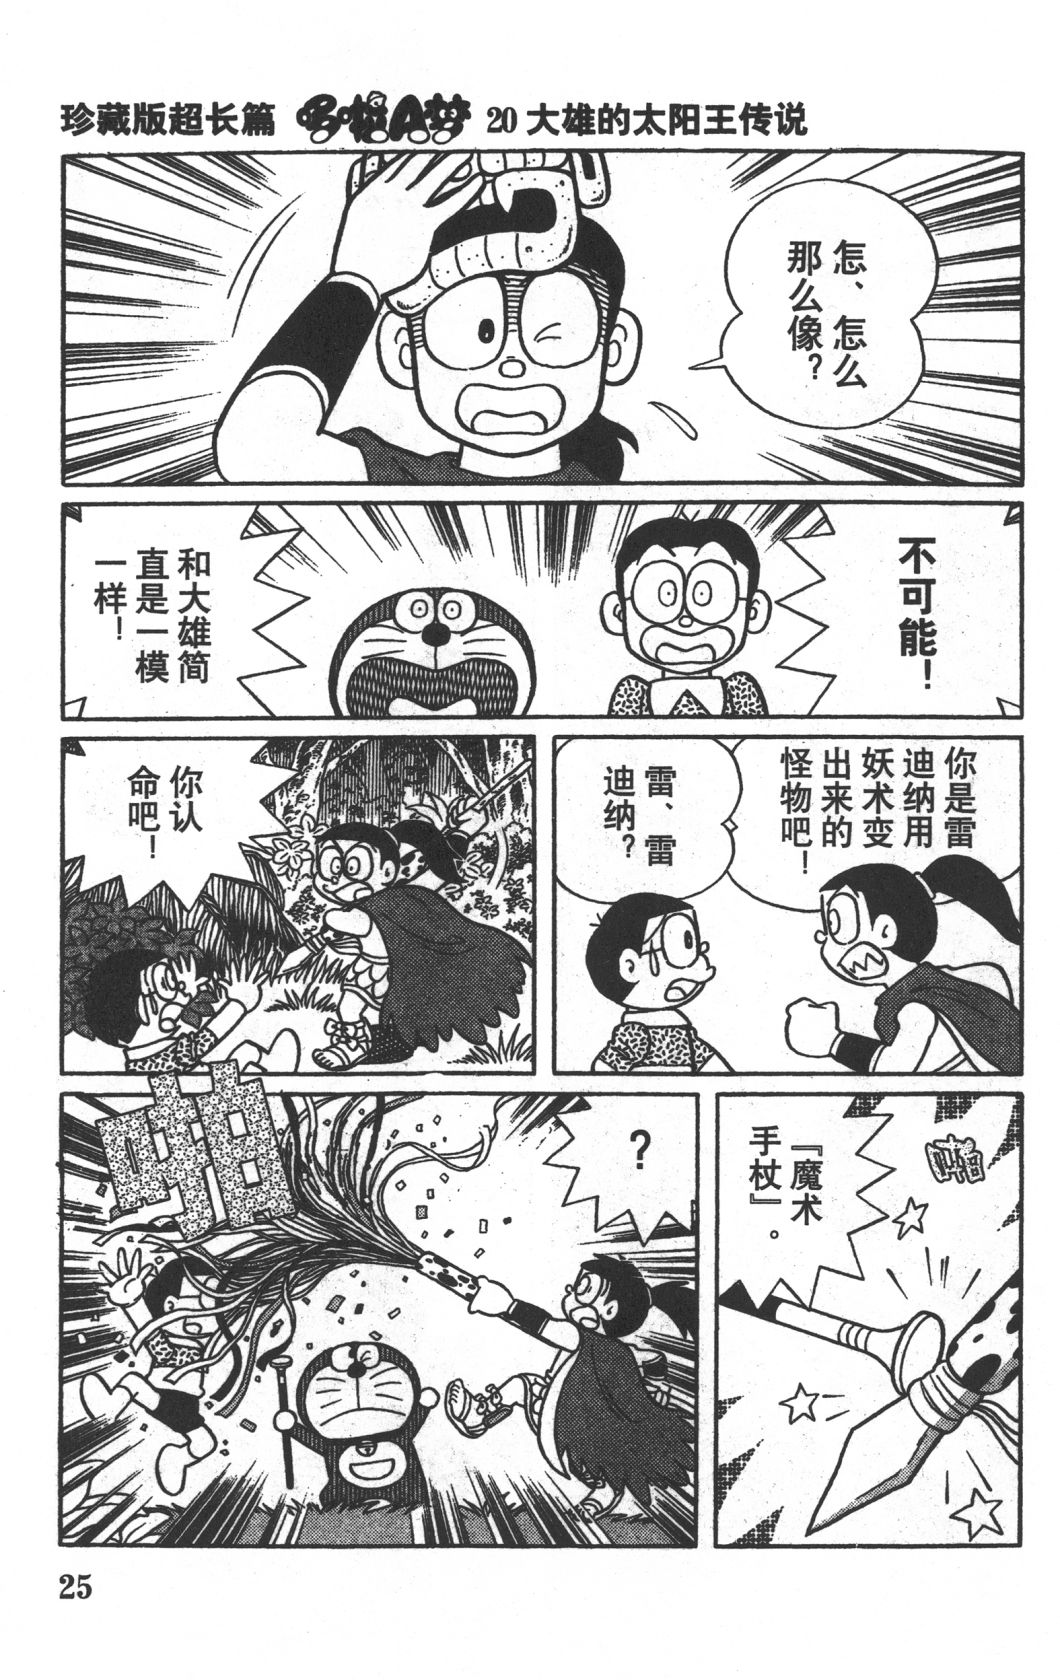 珍藏版超长篇 哆啦A梦 20 大雄的太阳王传说
怎、怎么
那么像？
不可能！
和大雄简
直是一模
一样！
你是雷
迪纳用
妖术变
出来的
怪物吧！
雷、雷
迪纳？
你认
命吧！
『魔术
手杖』。
？
25